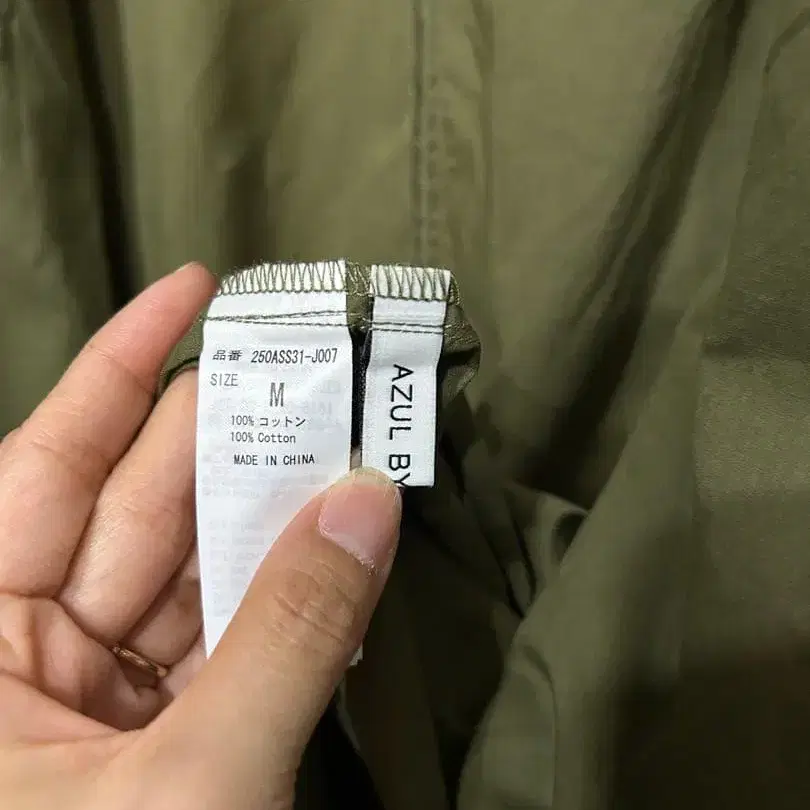 品番 250ASS31-J007
SIZE
M
100% コットン
100% Cotton
MADE IN CHINA
AZUL BY